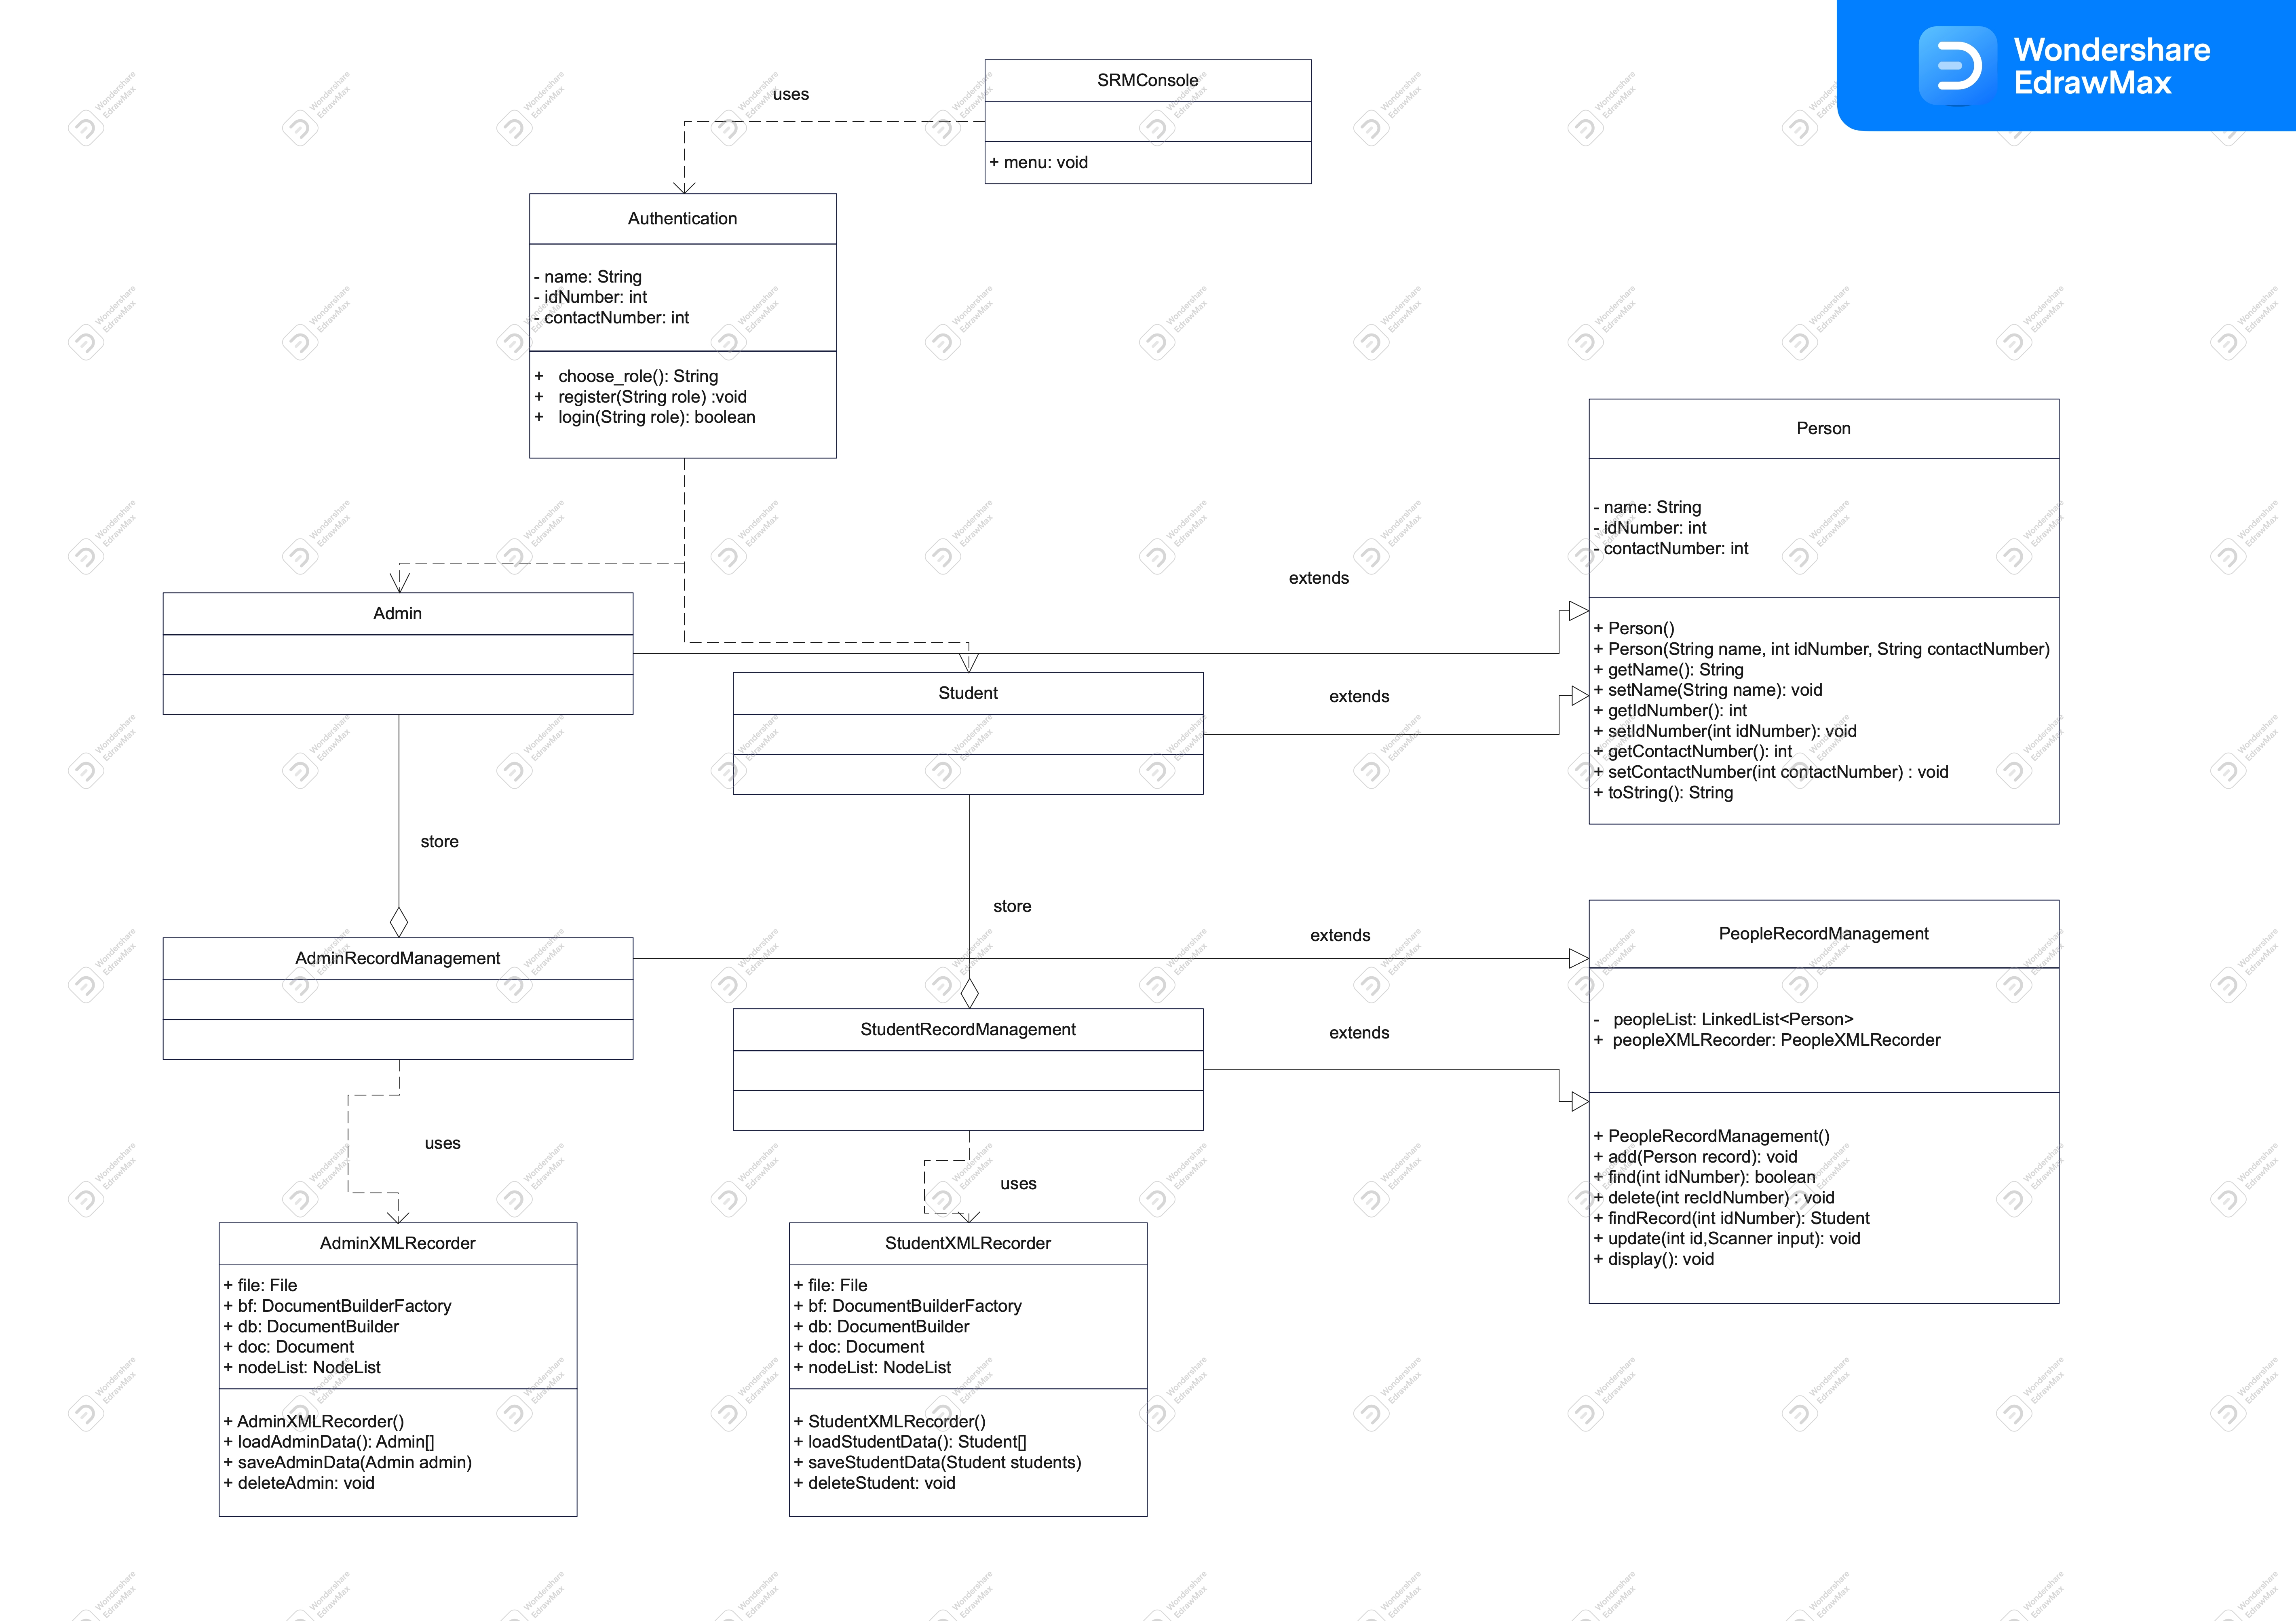 Wondershare
EdrawMax
SRMConsole
+ menu: void
uses
Authentication
- name: String
- idNumber: int
- contactNumber: int
+ choose_role(): String
+ register(String role) :void
+ login(String role): boolean
Person
- name: String
- idNumber: int
- contactNumber: int
+ Person()
+ Person(String name, int idNumber, String contactNumber)
+ getName(): String
+ setName(String name): void
+ getIdNumber(): int
+ setIdNumber(int idNumber): void
+ getContactNumber(): int
+ setContactNumber(int contactNumber) : void
+ toString(): String
extends
Admin
extends
Student
store
store
extends
AdminRecordManagement
extends
StudentRecordManagement
PeopleRecordManagement
- peopleList: LinkedList<Person>
+ peopleXMLRecorder: PeopleXMLRecorder
+ PeopleRecordManagement()
+ add(Person record): void
+ find(int idNumber): boolean
+ delete(int recIdNumber) : void
+ findRecord(int idNumber): Student
+ update(int id,Scanner input): void
+ display(): void
uses
uses
AdminXMLRecorder
+ file: File
+ bf: DocumentBuilderFactory
+ db: DocumentBuilder
+ doc: Document
+ nodeList: NodeList
+ AdminXMLRecorder()
+ loadAdminData(): Admin[]
+ saveAdminData(Admin admin)
+ deleteAdmin: void
StudentXMLRecorder
+ file: File
+ bf: DocumentBuilderFactory
+ db: DocumentBuilder
+ doc: Document
+ nodeList: NodeList
+ StudentXMLRecorder()
+ loadStudentData(): Student[]
+ saveStudentData(Student students)
+ deleteStudent: void